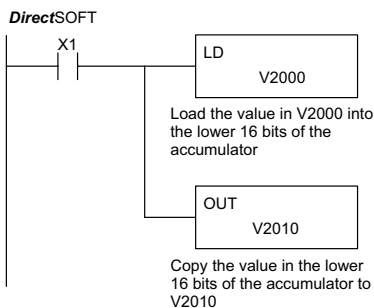 DirectSOFT
X1
LD
V2000
Load the value in V2000 into
the lower 16 bits of the
accumulator
OUT
V2010
Copy the value in the lower
16 bits of the accumulator to
V2010